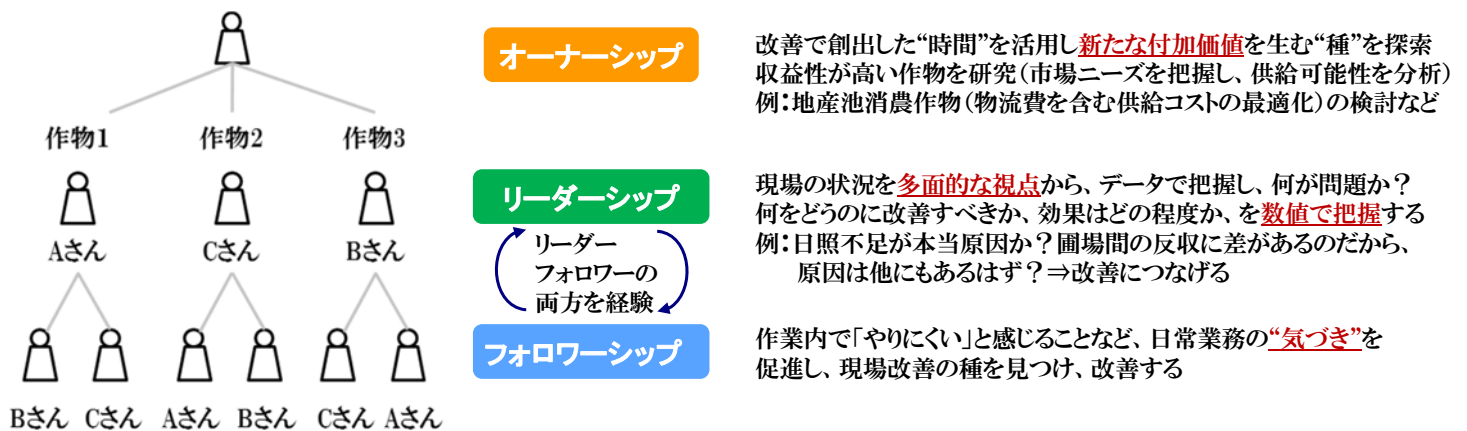 作物1 作物2 作物3
Aさん Cさん Bさん
Bさん Cさん Aさん Bさん Cさん Aさん
オーナーシップ
改善で創出した“時間”を活用し新たな付加価値を生む“種”を探索
収益性が高い作物を研究（市場ニーズを把握し、供給可能性を分析）
例：地産池消農作物（物流費を含む供給コストの最適化）の検討など
リーダーシップ
現場の状況を多面的な視点から、データで把握し、何が問題か？
何をどうのに改善すべきか、効果はどの程度か、を数値で把握する
例：日照不足が本当原因か？圃場間の反収に差があるのだから、
原因は他にもあるはず？⇒改善につなげる
リーダー
フォロワーの
両方を経験
フォロワーシップ
作業内で「やりにくい」と感じることなど、日常業務の“気づき”を
促進し、現場改善の種を見つけ、改善する